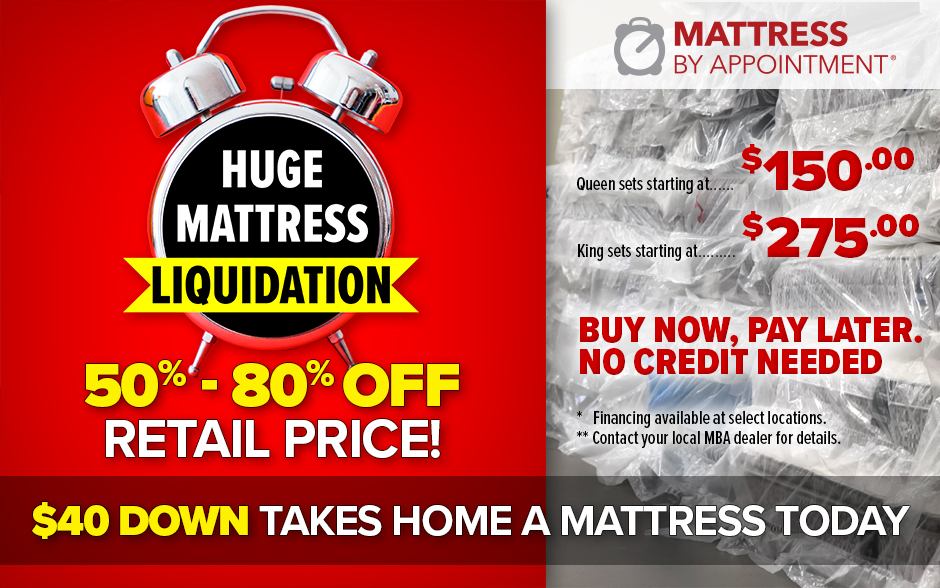 HUGE
MATTRESS
LIQUIDATION
50% - 80% OFF
RETAIL PRICE!
MATTRESS
BY APPOINTMENT®
Queen sets starting at...... $150.00
King sets starting at......... $275.00
BUY NOW, PAY LATER.
NO CREDIT NEEDED
* Financing available at select locations.
** Contact your local MBA dealer for details.
$40 DOWN TAKES HOME A MATTRESS TODAY